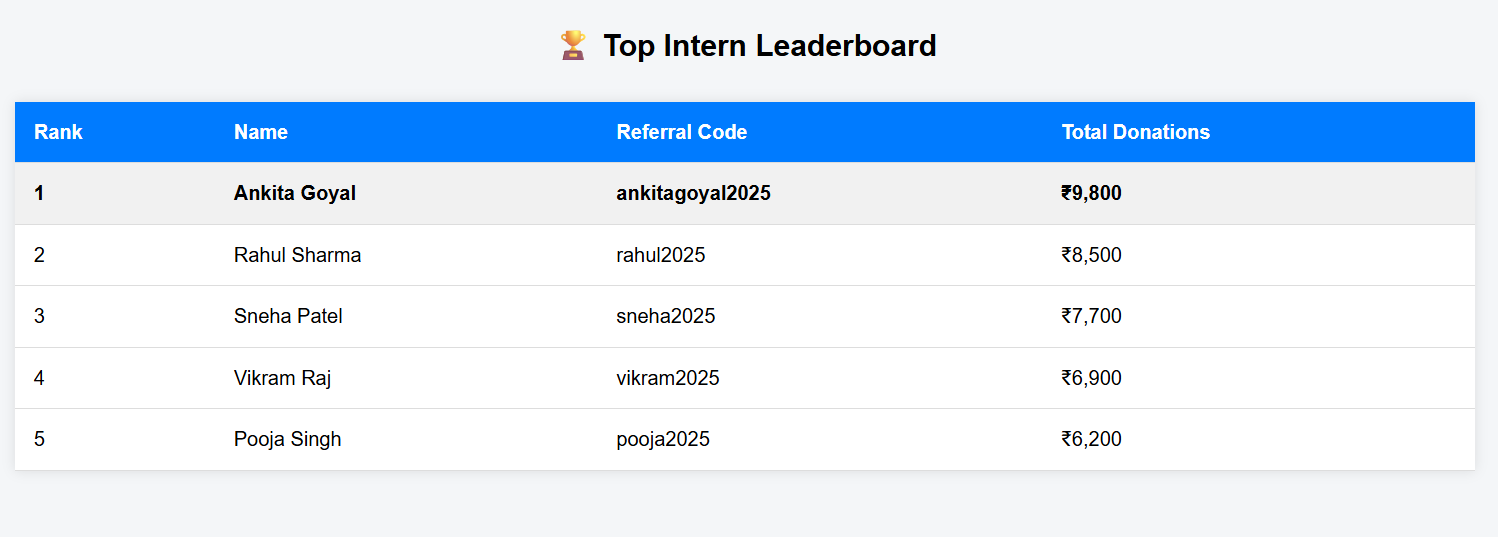 🏆 Top Intern Leaderboard
Rank Name Referral Code Total Donations
1 Ankita Goyal ankitagoyal2025 ₹9,800
2 Rahul Sharma rahul2025 ₹8,500
3 Sneha Patel sneha2025 ₹7,700
4 Vikram Raj vikram2025 ₹6,900
5 Pooja Singh pooja2025 ₹6,200